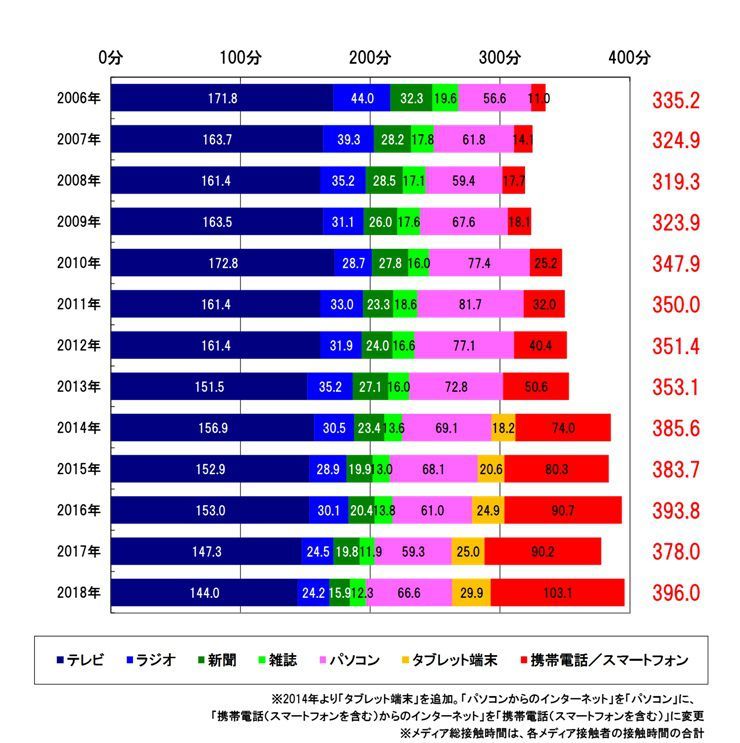 0分 100分 200分 300分 400分
2006年 171.8 44.0 32.3 19.6 56.6 11.0 335.2
2007年 163.7 39.3 28.2 17.8 61.8 14.1 324.9
2008年 161.4 35.2 28.5 17.1 59.4 17.7 319.3
2009年 163.5 31.1 26.0 17.6 67.6 18.1 323.9
2010年 172.8 28.7 27.8 16.0 77.4 25.2 347.9
2011年 161.4 33.0 23.3 18.6 81.7 32.0 350.0
2012年 161.4 31.9 24.0 16.6 77.1 40.4 351.4
2013年 151.5 35.2 27.1 16.0 72.8 50.6 353.1
2014年 156.9 30.5 23.4 13.6 69.1 18.2 74.0 385.6
2015年 152.9 28.9 19.9 13.0 68.1 20.6 80.3 383.7
2016年 153.0 30.1 20.4 13.8 61.0 24.9 90.7 393.8
2017年 147.3 24.5 19.8 11.9 59.3 25.0 90.2 378.0
2018年 144.0 24.2 15.9 12.3 66.6 29.9 103.1 396.0
テレビ ラジオ 新聞 雑誌 パソコン タブレット端末 携帯電話／スマートフォン
※2014年より「タブレット端末」を追加。「パソコンからのインターネット」を「パソコン」に、
「携帯電話（スマートフォンを含む）からのインターネット」を「携帯電話（スマートフォンを含む）」に変更
※メディア総接触時間は、各メディア接触者の接触時間の合計